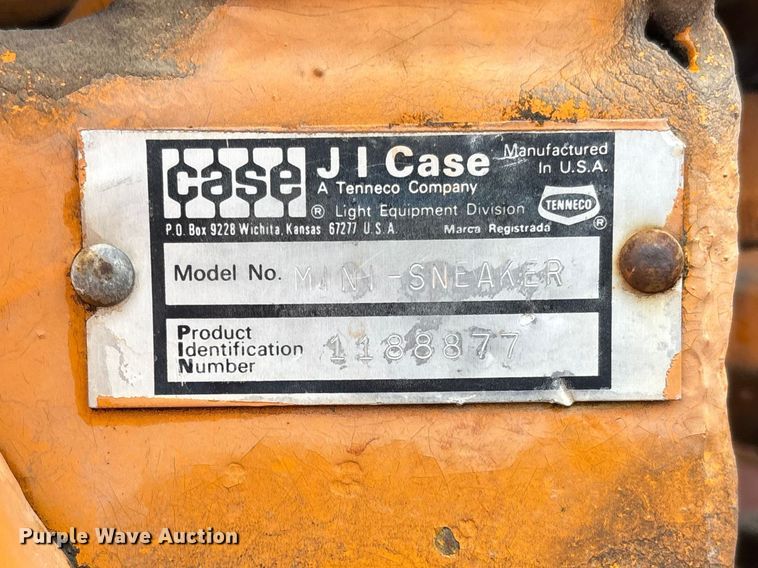 case
J I Case
A Tenneco Company
Manufactured
In U.S.A.
® Light Equipment Division
TENNECO ®
P.O. Box 9228 Wichita, Kansas 67277 U.S.A.
Marca Registrada
Model No. MINI-SNEAKER
Product
Identification
Number
1188877
Purple Wave Auction®